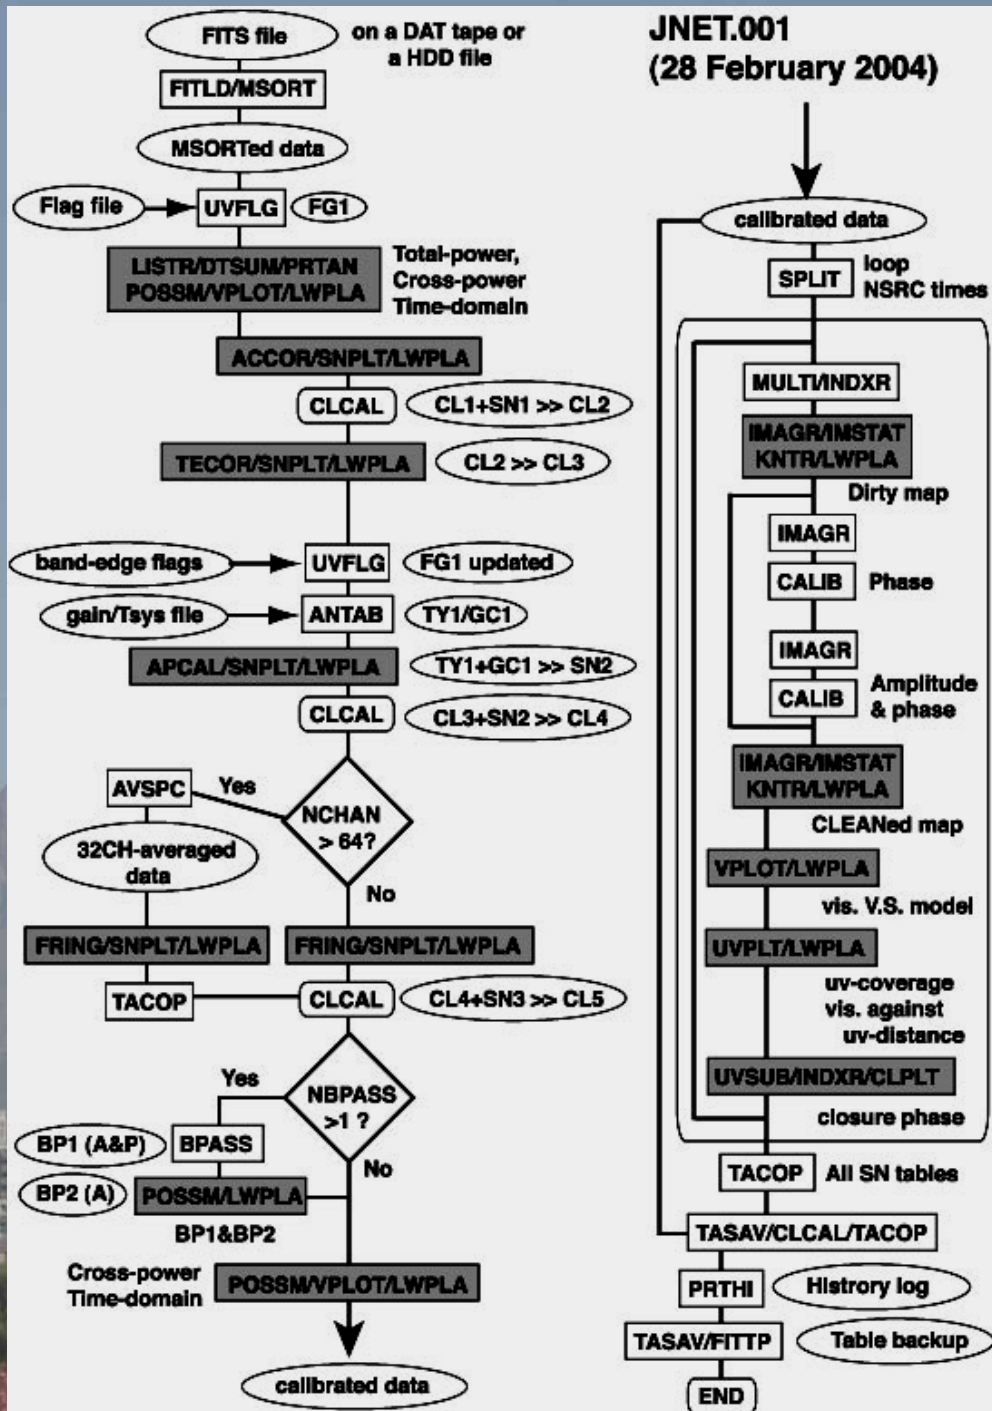 FITS file
on a DAT tape or
a HDD file
FITLD/MSORT
MSORTed data
Flag file
UVFLG
FG1
LISTR/DTSUM/PRTAN
POSSM/VPLOT/LWPLA
Total-power,
Cross-power
Time-domain
ACCOR/SNPLT/LWPLA
CLCAL
CL1+SN1 >> CL2
TECOR/SNPLT/LWPLA
CL2 >> CL3
band-edge flags
UVFLG
FG1 updated
gain/Tsys file
ANTAB
TY1/GC1
APCAL/SNPLT/LWPLA
TY1+GC1 >> SN2
CLCAL
CL3+SN2 >> CL4
AVSPC
Yes
NCHAN
> 64?
32CH-averaged
data
No
FRING/SNPLT/LWPLA
FRING/SNPLT/LWPLA
TACOP
CLCAL
CL4+SN3 >> CL5
Yes
NBPASS
>1 ?
BP1 (A&P)
BPASS
No
BP2 (A)
POSSM/LWPLA
BP1&BP2
Cross-power
Time-domain
POSSM/VPLOT/LWPLA
calibrated data
JNET.001
(28 February 2004)
calibrated data
SPLIT
loop
NSRC times
MULTI/INDXR
IMAGR/IMSTAT
KNTR/LWPLA
Dirty map
IMAGR
CALIB
Phase
IMAGR
CALIB
Amplitude
& phase
IMAGR/IMSTAT
KNTR/LWPLA
CLEANed map
VPLOT/LWPLA
vis. V.S. model
UVPLT/LWPLA
uv-coverage
vis. against
uv-distance
UVSUB/INDXR/CLPLT
closure phase
TACOP
All SN tables
TASAV/CLCAL/TACOP
PRTHI
Histrory log
TASAV/FITTP
Table backup
END